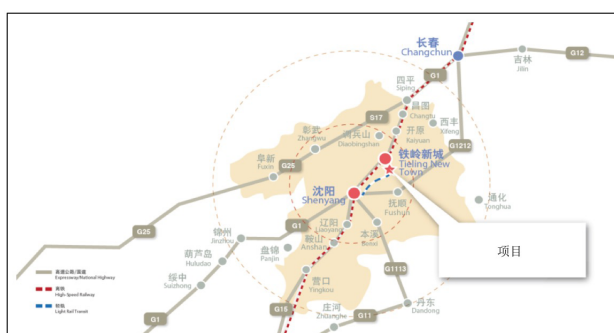 长春
Changchun
G12
吉林
Jilin
G1
四平
Siping
昌图
Changtu
S17
西丰
Xifeng
彰武
Zhangwu
调兵山
Diaobingshan
开原
Kaiyuan
G1212
阜新
Fuxin
G25
铁岭新城
Tieling New
Town
沈阳
Shenyang
抚顺
Fushun
通化
Tonghua
G1
辽阳
Liaoyang
锦州
Jinzhou
G25
本溪
Benxi
鞍山
Anshan
盘锦
Panjin
项目
葫芦岛
Huludao
G1113
高速公路/国道
Expressway/National Highway
绥中
Suizhong
营口
Yingkou
高铁
High-Speed Railway
轻轨
Light Rail Transit
丹东
Dandong
G1
G15
庄河
Zhuanghe
G11